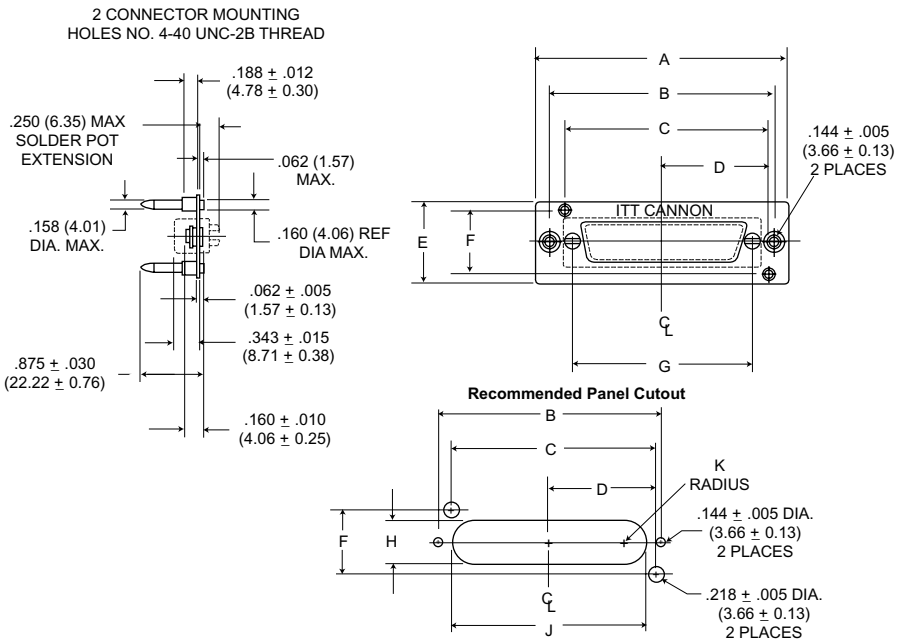 2 CONNECTOR MOUNTING
HOLES NO. 4-40 UNC-2B THREAD
.188 ± .012
(4.78 ± 0.30)
.250 (6.35) MAX
SOLDER POT
EXTENSION
.062 (1.57)
MAX.
.158 (4.01)
DIA. MAX.
.160 (4.06) REF
DIA MAX.
.062 ± .005
(1.57 ± 0.13)
.343 ± .015
(8.71 ± 0.38)
.875 ± .030
(22.22 ± 0.76)
.160 ± .010
(4.06 ± 0.25)
A
B
C
D
.144 ± .005
(3.66 ± 0.13)
2 PLACES
ITT CANNON
E
F
CL
G
Recommended Panel Cutout
B
C
D
K
RADIUS
F
H
.144 ± .005 DIA.
(3.66 ± 0.13)
2 PLACES
CL
J
.218 ± .005 DIA.
(3.66 ± 0.13)
2 PLACES